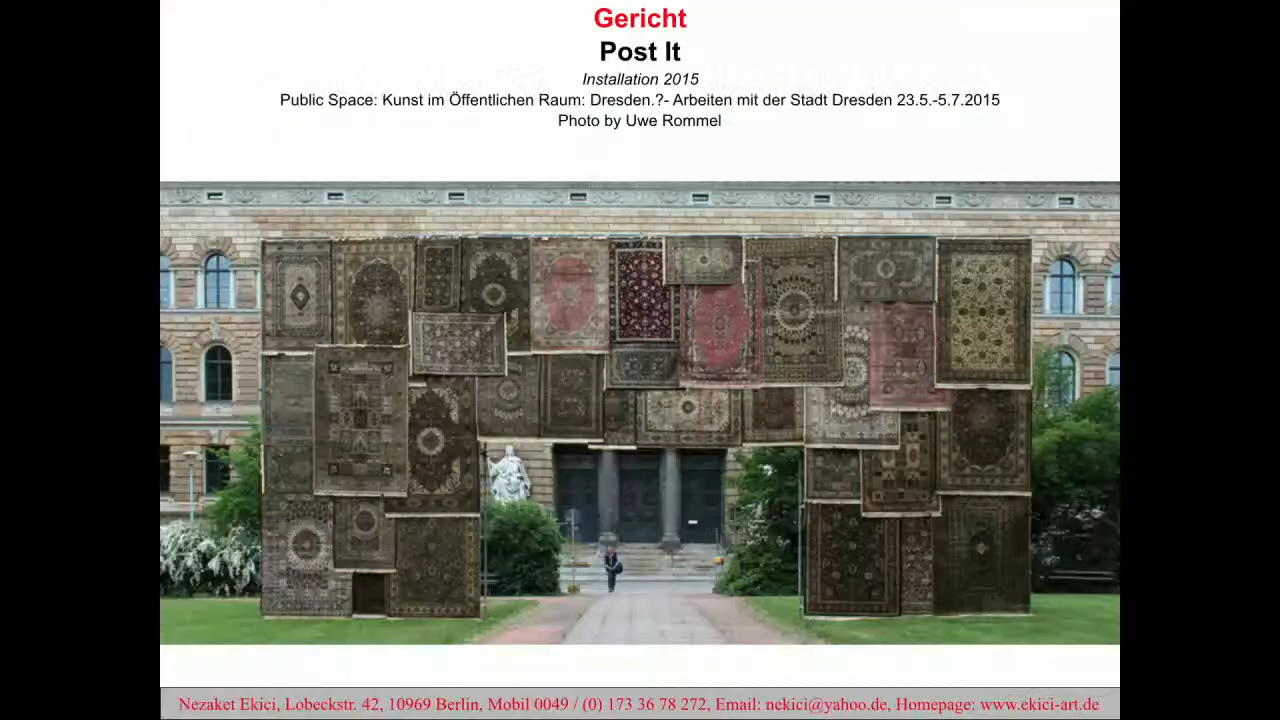 Gericht
Post It
Installation 2015
Public Space: Kunst im Öffentlichen Raum: Dresden.?- Arbeiten mit der Stadt Dresden 23.5.-5.7.2015
Photo by Uwe Rommel
Nezaket Ekici, Lobeckstr. 42, 10969 Berlin, Mobil 0049 / (0) 173 36 78 272, Email: nekici@yahoo.de, Homepage: www.ekici-art.de